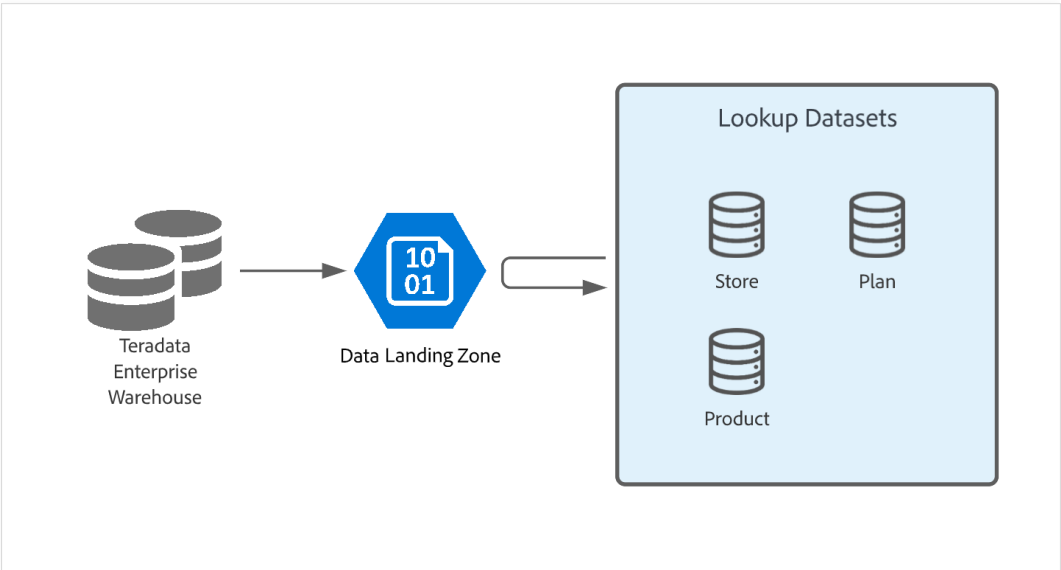 Lookup Datasets
10
01
Store
Plan
Teradata
Enterprise
Warehouse
Data Landing Zone
Product